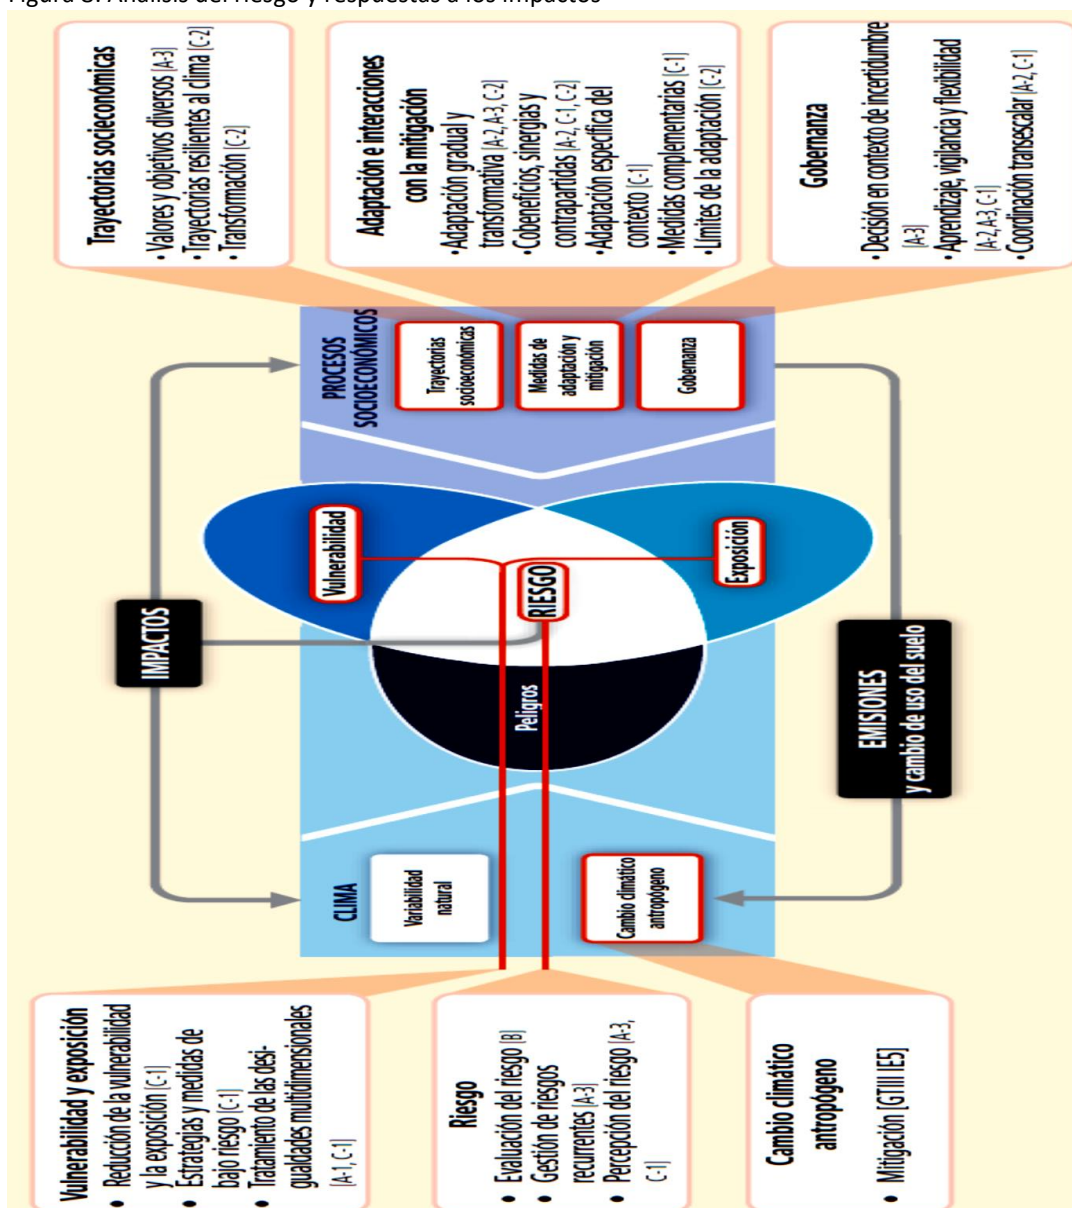 Figura Análisis del riesgo y respuestas a los impactos
Vulnerabilidad y exposición
• Reducción de la vulnerabilidad
y la exposición [C-1]
• Estrategias y medidas de
bajo riesgo [C-1]
• Tratamiento de las desi-
gualdades multidimensionales
[A-1, C-1]
Riesgo
• Evaluación del riesgo [B]
• Gestión de riesgos
recurrentes [A-3]
• Percepción del riesgo [A-3,
C-1]
Cambio climático
antropógeno
• Mitigación [GTIII IE5]
IMPACTOS
CLIMA
Variabilidad
natural
Cambio climático
antropógeno
Peligros
Vulnerabilidad
RIESGO
Exposición
PROCESOS
SOCIOECONÓMICOS
Trayectorias
socioeconómicas
Medidas de
adaptación y
mitigación
Gobernanza
EMISIONES
y cambio de uso del suelo
Trayectorias socieconómicas
• Valores y objetivos diversos [A-3]
• Trayectorias resilientes al clima [C-2]
• Transformación [C-2]
Adaptación e interacciones
con la mitigación
• Adaptación gradual y
transformativa [A-2, A-3, C-2]
• Cobeneficios, sinergias y
contrapartidas [A-2, C-1, C-2]
• Adaptación específica del
contexto [C-1]
• Medidas complementarias [C-1]
• Límites de la adaptación [C-2]
Gobernanza
• Decisión en contexto de incertidumbre
[A-3]
• Aprendizaje, vigilancia y flexibilidad
[A-2, A-3, C-1]
• Coordinación transescalar [A-2, C-1]